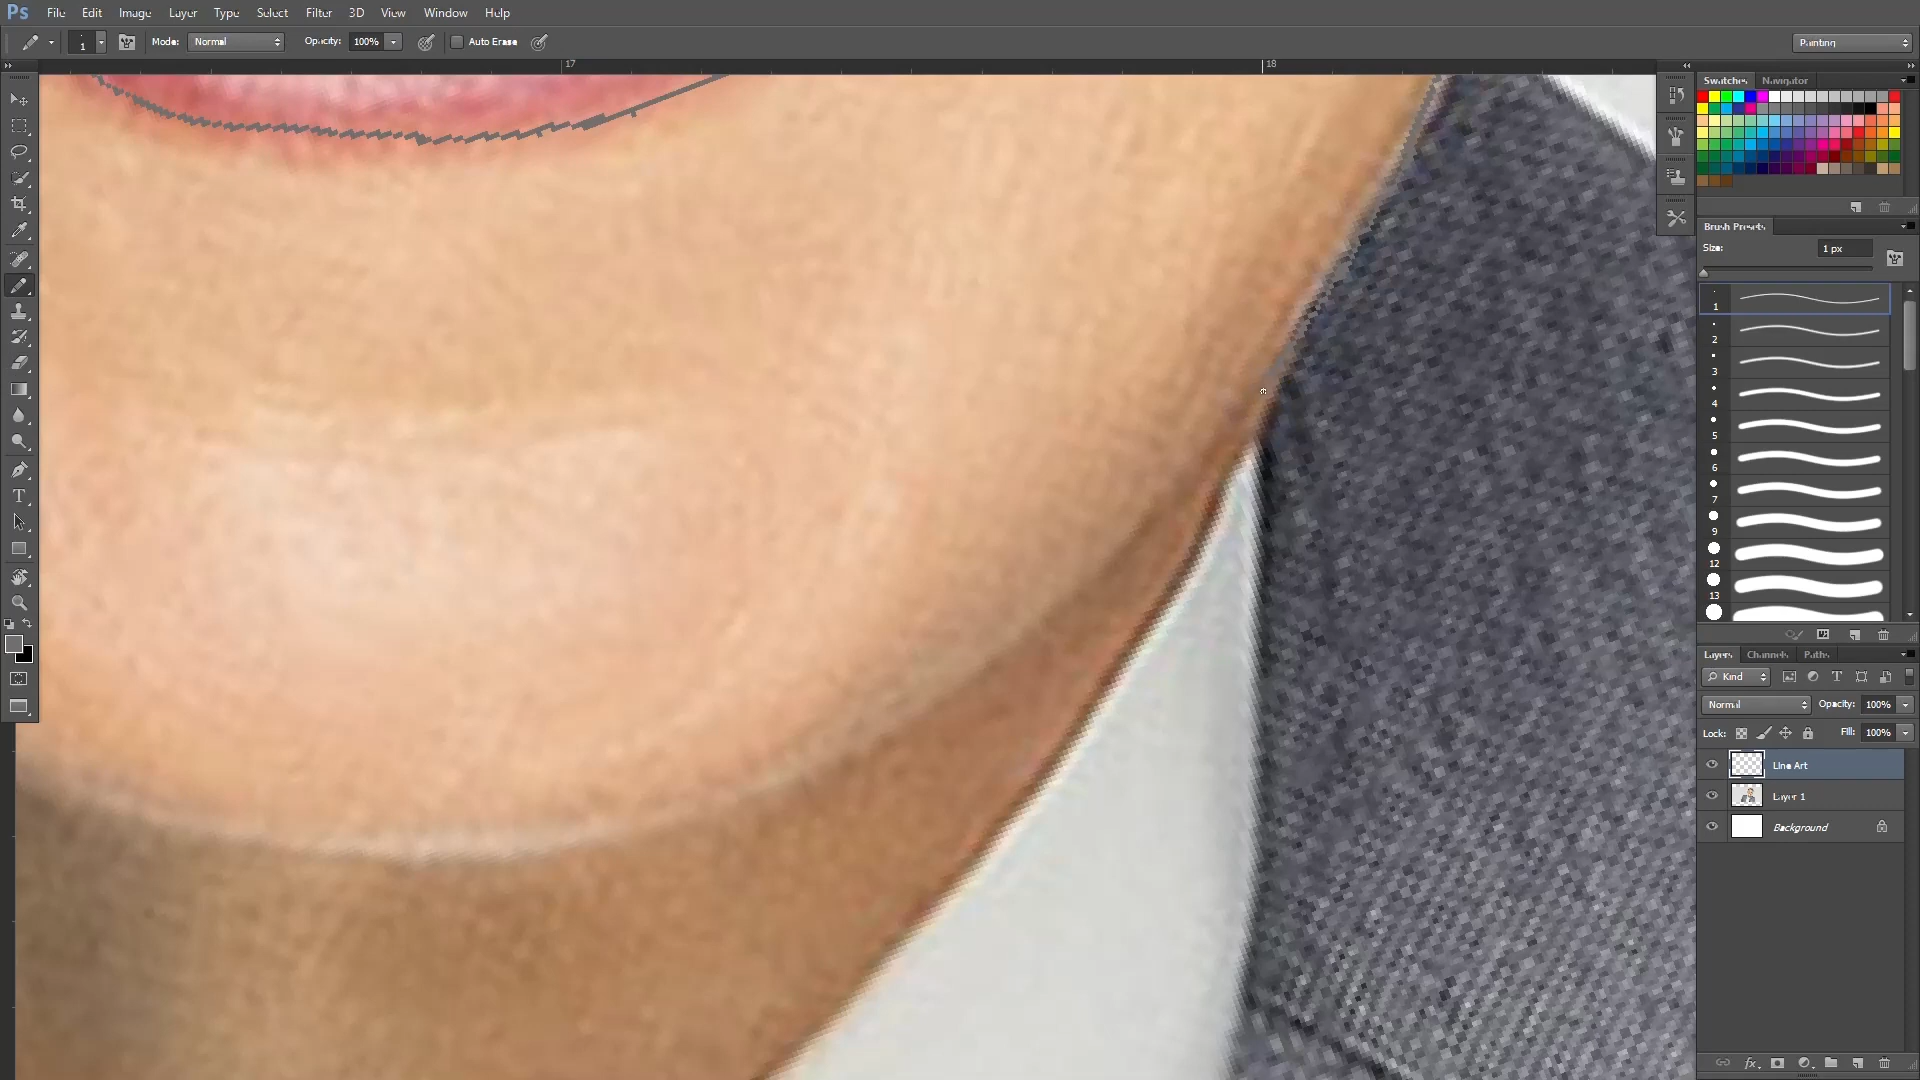 Ps File Edit Image Layer Type Select Filter 3D View Window Help
1 Mode: Normal Opacity: 100% Auto Erase Painting
17 18
Swatches Navigator
Brush Presets
Size: 1 px
1
2
3
4
5
6
7
9
12
13
Layers Channels Paths
Kind T
Normal Opacity: 100%
Lock: Fill: 100%
Line Art
Layer 1
Background
fx